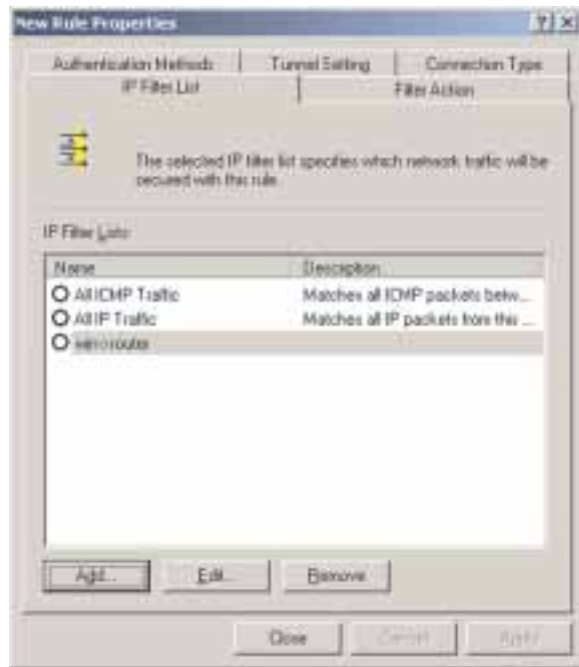 New Rule Properties
Authentication Methods
Tunnel Setting
Connection Type
IP Filter List
Filter Action
The selected IP filter list specifies which network traffic will be
secured with this rule.
IP Filter Lists:
Name
Description
All ICMP Traffic
Matches all ICMP packets betw...
All IP Traffic
Matches all IP packets from this ...
Add...
Edit...
Remove
Close
Cancel
Apply